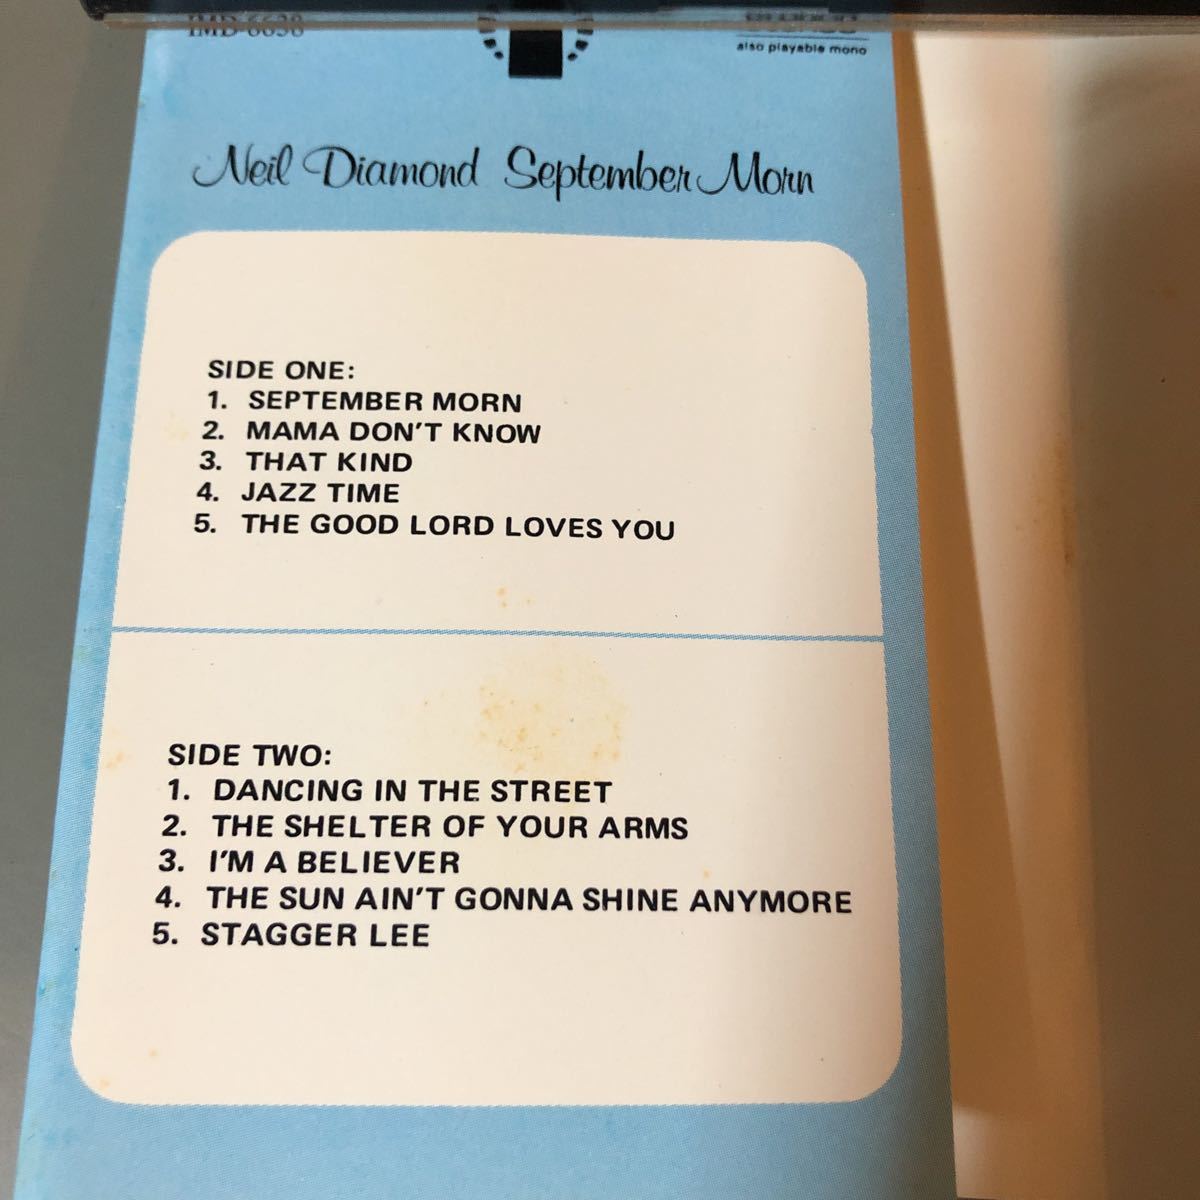 IMD-6638
also playable mono
Neil Diamond September Morn
SIDE ONE:
1. SEPTEMBER MORN
2. MAMA DON'T KNOW
3. THAT KIND
4. JAZZ TIME
5. THE GOOD LORD LOVES YOU
SIDE TWO:
1. DANCING IN THE STREET
2. THE SHELTER OF YOUR ARMS
3. I'M A BELIEVER
4. THE SUN AIN'T GONNA SHINE ANYMORE
5. STAGGER LEE